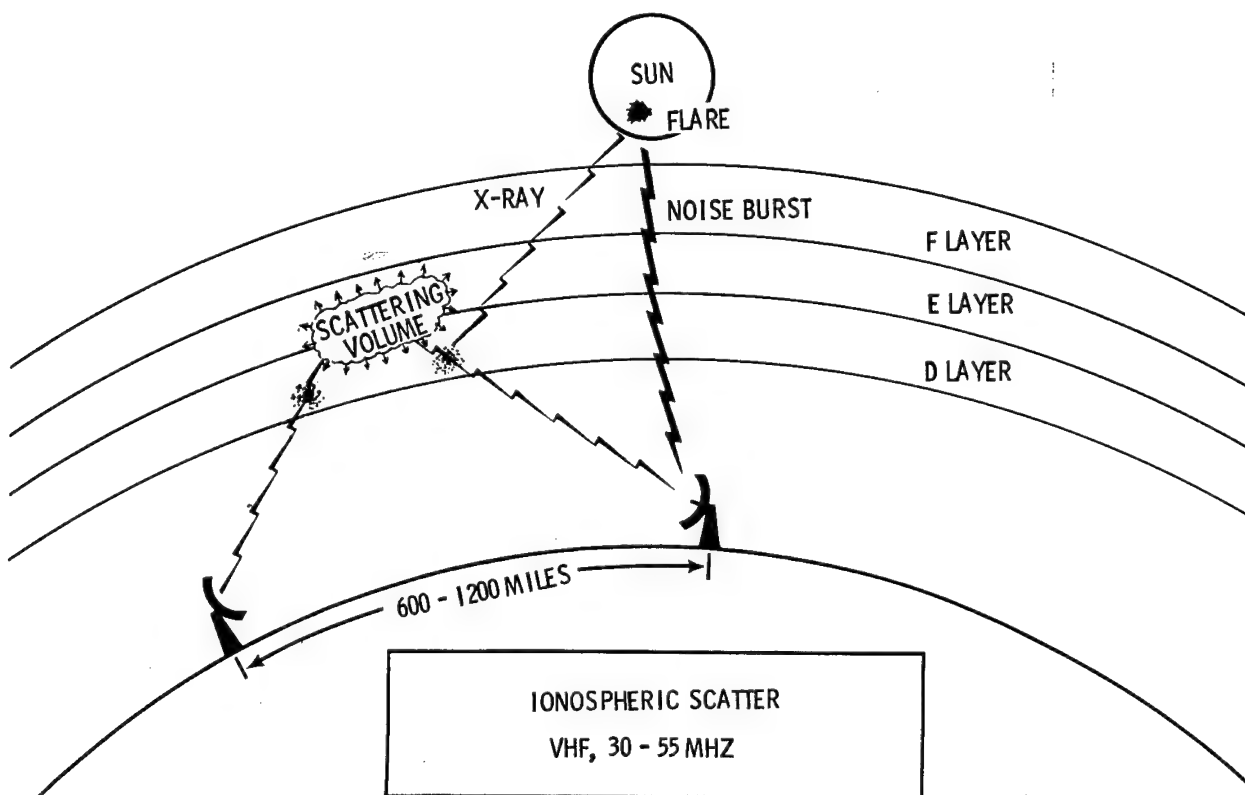 SUN
FLARE
X-RAY
NOISE BURST
F LAYER
E LAYER
SCATTERING
VOLUME
D LAYER
600 - 1200 MILES
IONOSPHERIC SCATTER
VHF, 30 - 55 MHZ